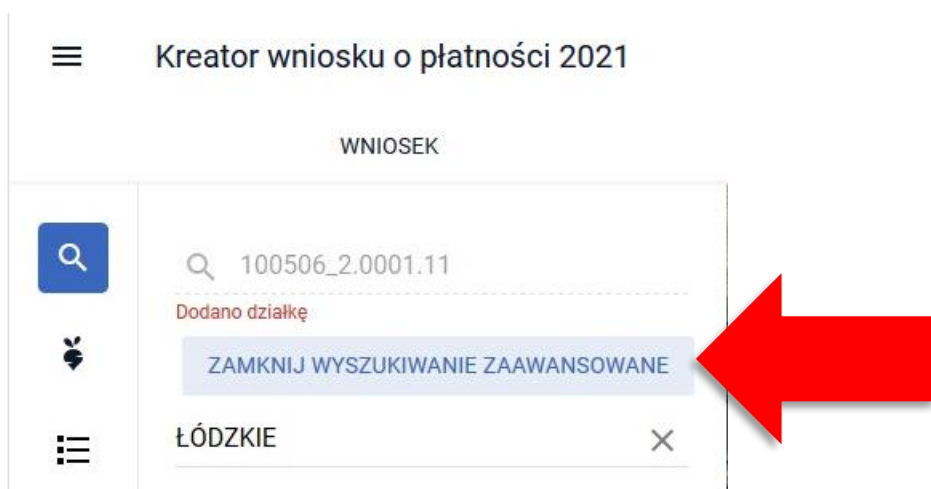 Kreator wniosku o płatności 2021
WNIOSEK
100506_2.0001.11
Dodano działkę
ZAMKNIJ WYSZUKIWANIE ZAAWANSOWANE
ŁÓDZKIE